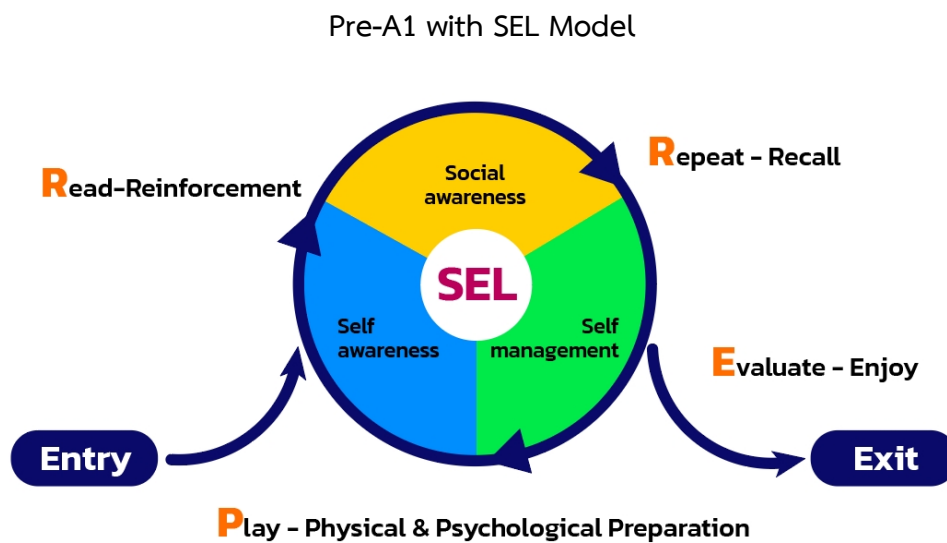 Pre-A1 with SEL Model
Read-Reinforcement
Repeat - Recall
Social
awareness
SEL
Self
awareness
Self
management
Evaluate - Enjoy
Entry
Exit
Play - Physical & Psychological Preparation